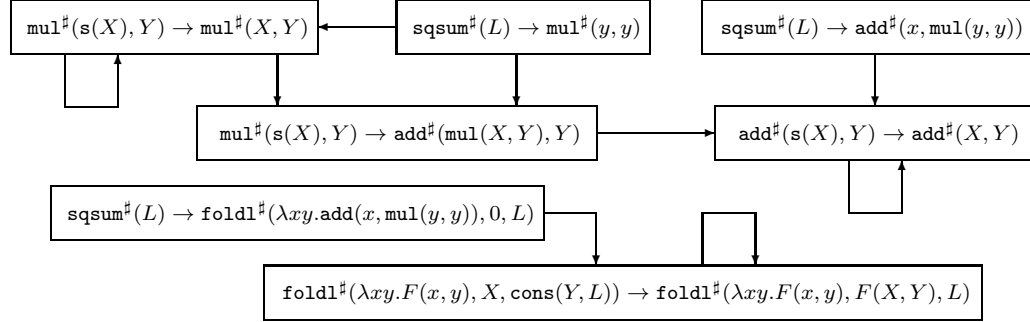 mul♯(s(X), Y) → mul♯(X, Y)
sqsum♯(L) → mul♯(y, y)
sqsum♯(L) → add♯(x, mul(y, y))
mul♯(s(X), Y) → add♯(mul(X, Y), Y)
add♯(s(X), Y) → add♯(X, Y)
sqsum♯(L) → foldl♯(λxy.add(x, mul(y, y)), 0, L)
foldl♯(λxy.F(x, y), X, cons(Y, L)) → foldl♯(λxy.F(x, y), F(X, Y), L)